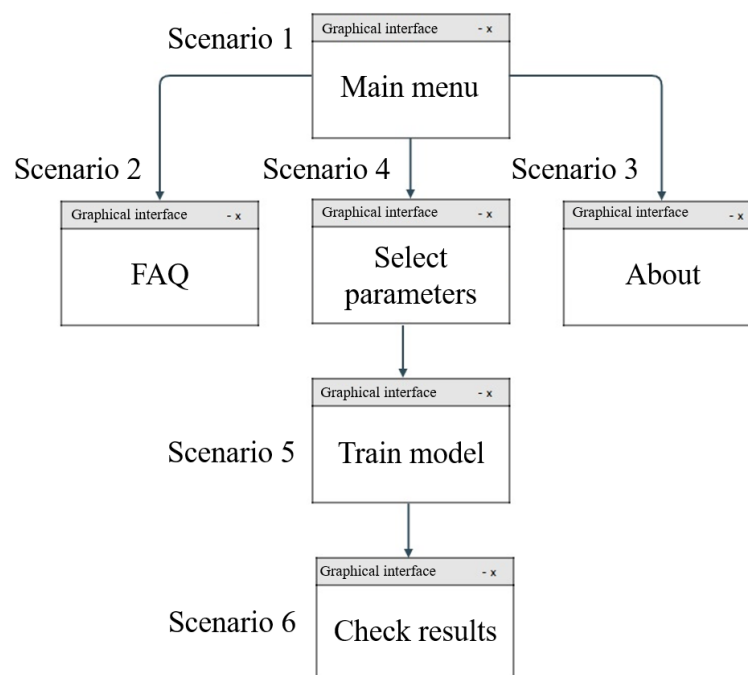 Scenario 1
Graphical interface - x
Main menu
Scenario 2
Scenario 4
Scenario 3
Graphical interface - x
FAQ
Graphical interface - x
Select
parameters
Graphical interface - x
About
Graphical interface - x
Scenario 5
Train model
Graphical interface - x
Scenario 6
Check results